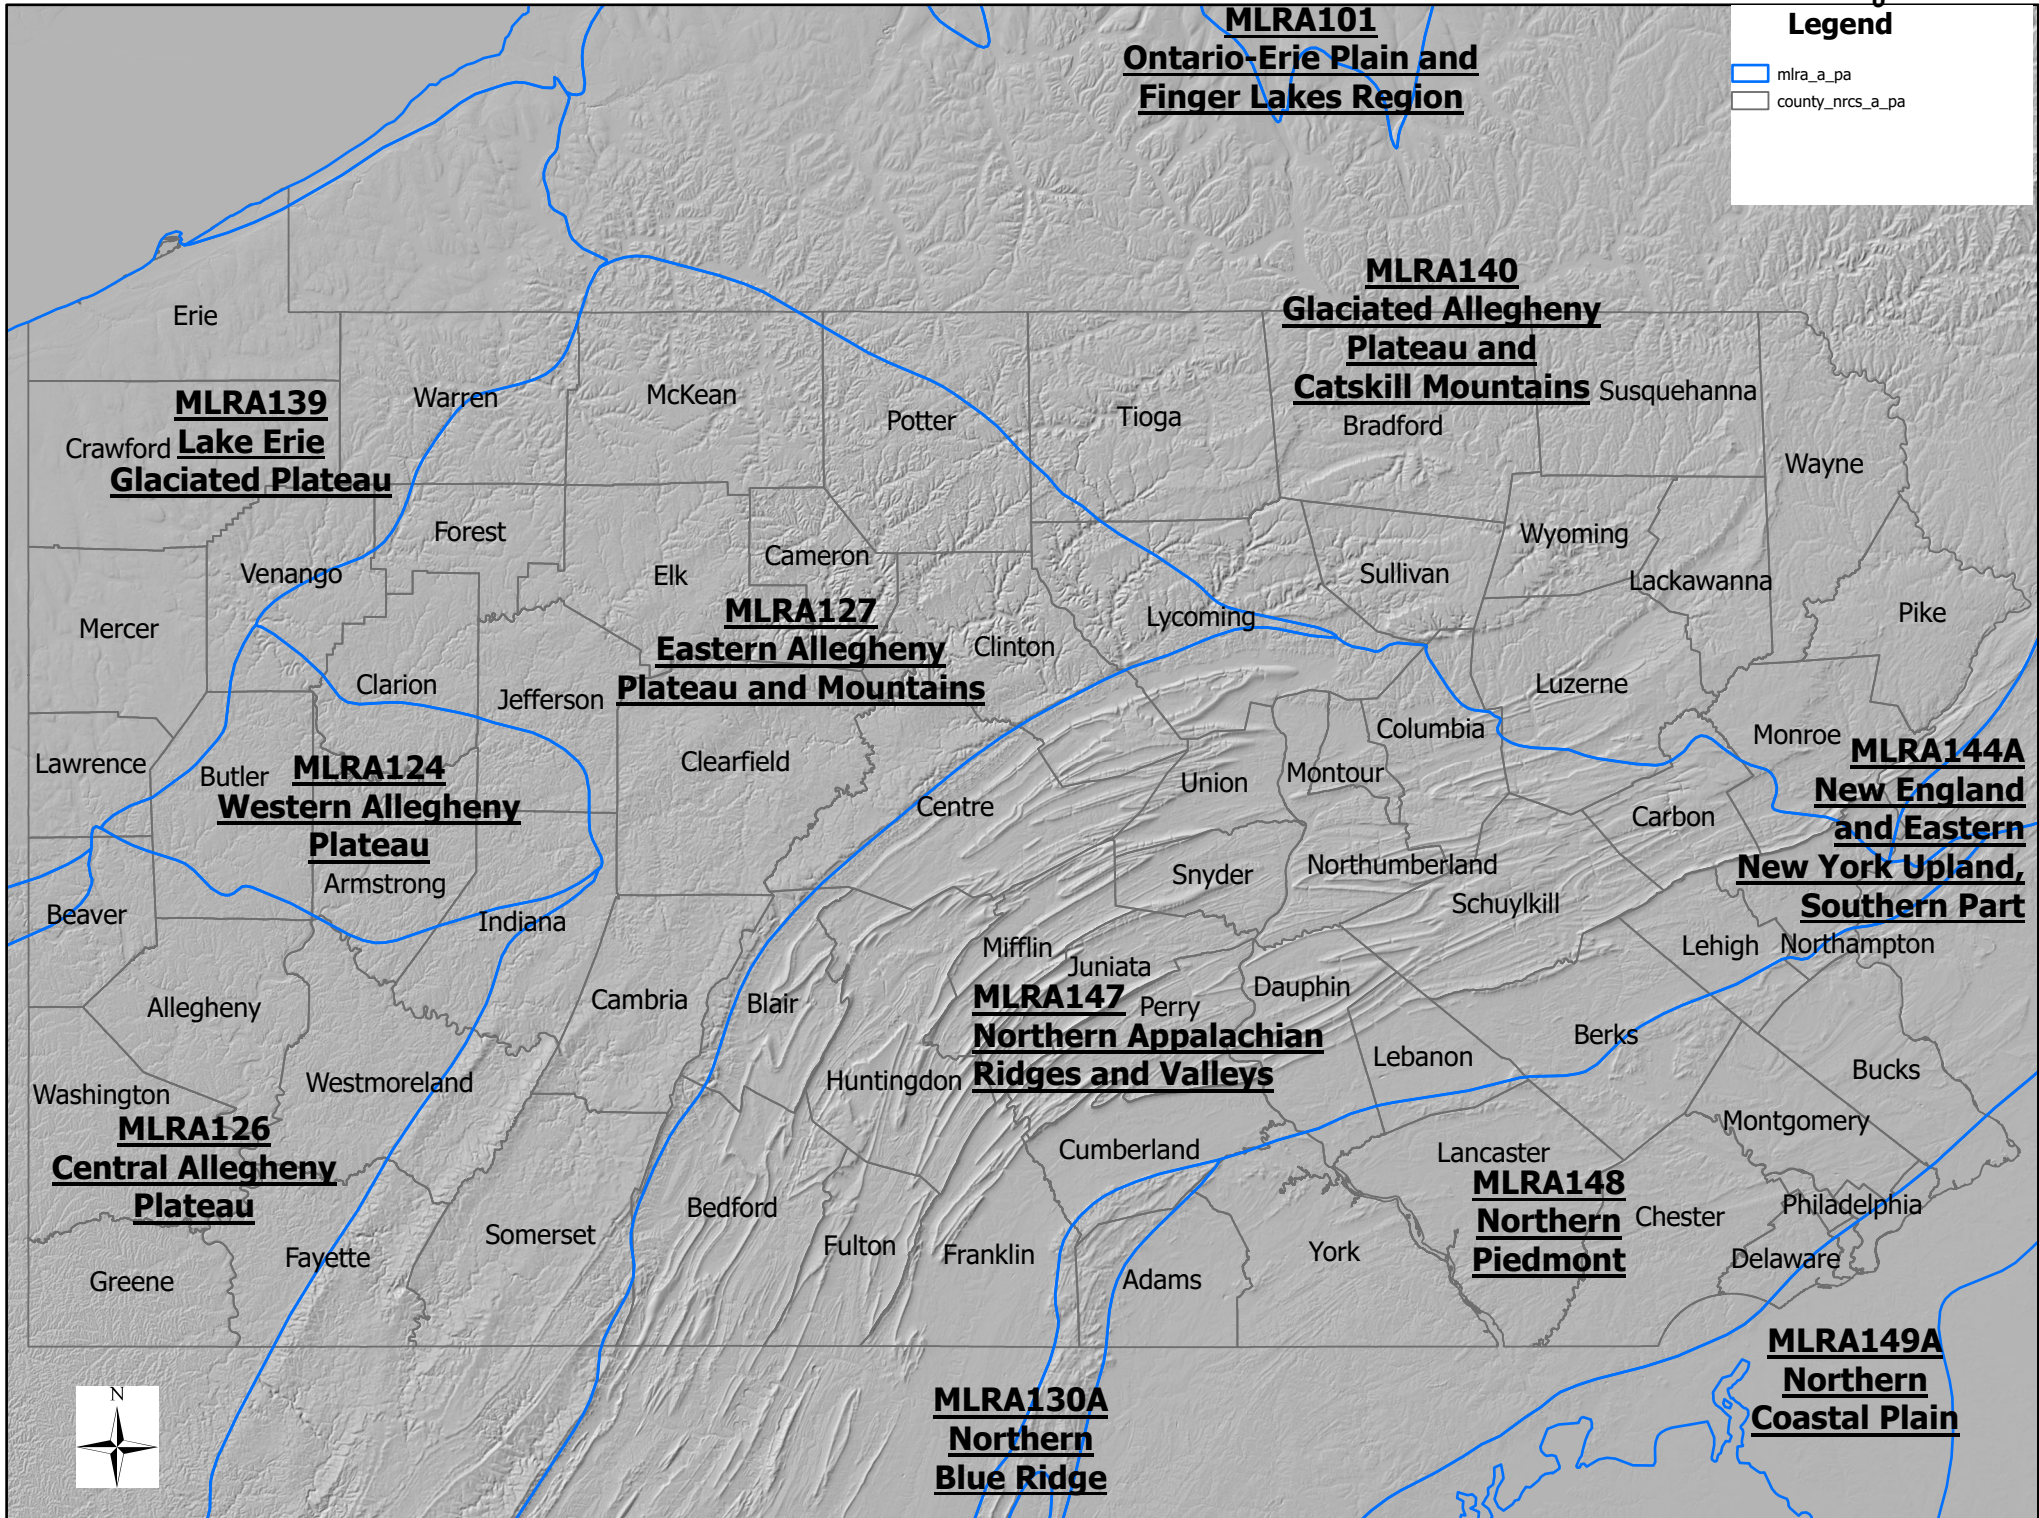 MLRA101
Ontario-Erie Plain and
Finger Lakes Region
Legend
mlra_a_pa
county_nrcs_a_pa
MLRA140
Glaciated Allegheny
Plateau and
Catskill Mountains
Erie
Warren
McKean
Potter
Tioga
Bradford
Susquehanna
Wayne
MLRA139
Lake Erie
Glaciated Plateau
Crawford
Forest
Venango
Elk
Cameron
Sullivan
Wyoming
Lackawanna
Pike
Mercer
MLRA127
Eastern Allegheny
Plateau and Mountains
Clinton
Lycoming
Clarion
Jefferson
Luzerne
Columbia
Monroe
Lawrence
Butler
MLRA124
Western Allegheny
Plateau
Clearfield
Centre
Union
Montour
Carbon
MLRA144A
New England
and Eastern
New York Upland,
Southern Part
Armstrong
Beaver
Indiana
Snyder
Northumberland
Schuylkill
Lehigh
Northampton
Mifflin
Juniata
Allegheny
Cambria
Blair
MLRA147
Northern Appalachian
Ridges and Valleys
Perry
Dauphin
Lebanon
Berks
Bucks
Huntingdon
Westmoreland
Washington
MLRA126
Central Allegheny
Plateau
Cumberland
Lancaster
Montgomery
MLRA148
Northern
Piedmont
Chester
Philadelphia
Delaware
Bedford
Somerset
Fulton
Franklin
Adams
York
Fayette
Greene
MLRA149A
Northern
Coastal Plain
MLRA130A
Northern
Blue Ridge
N